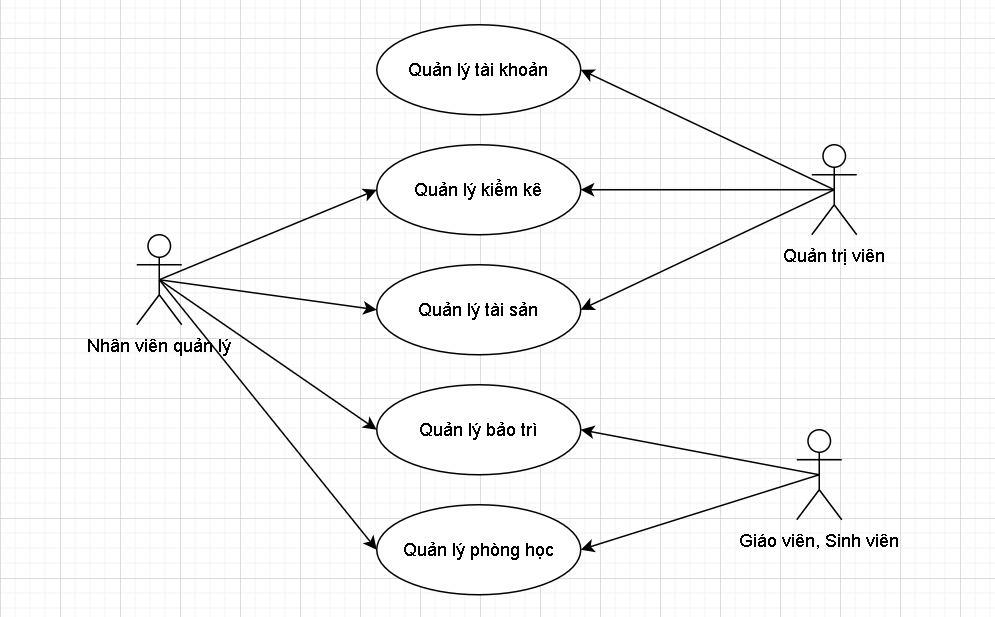 Quản lý tài khoản
Quản lý kiểm kê
Quản trị viên
Quản lý tài sản
Nhân viên quản lý
Quản lý bảo trì
Quản lý phòng học
Giáo viên, Sinh viên